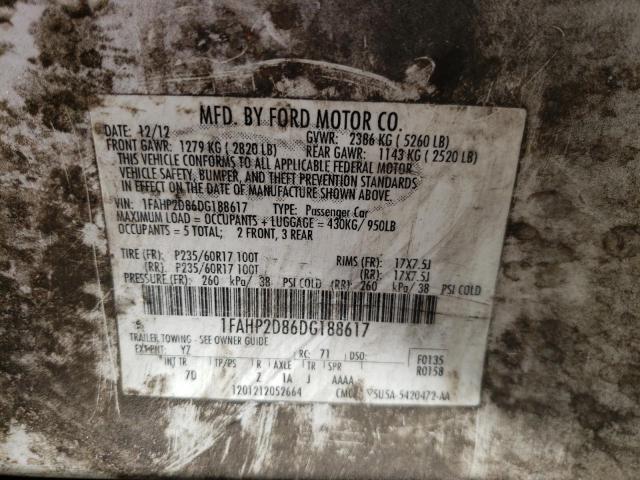 MFD. BY FORD MOTOR CO.
DATE: 12/12 GVWR: 2386 KG ( 5260 LB)
FRONT GAWR: 1279 KG ( 2820 LB) REAR GAWR: 1143 KG ( 2520 LB)
THIS VEHICLE CONFORMS TO ALL APPLICABLE FEDERAL MOTOR
VEHICLE SAFETY, BUMPER, AND THEFT PREVENTION STANDARDS
IN EFFECT ON THE DATE OF MANUFACTURE SHOWN ABOVE.
VIN: 1FAHP2D86DG188617 TYPE: Passenger Car
MAXIMUM LOAD = OCCUPANTS + LUGGAGE = 430KG/ 950LB
OCCUPANTS = 5 TOTAL; 2 FRONT, 3 REAR
TIRE (FR): P235/60R17 100T RIMS (FR): 17X7.5J
(RR): P235/60R17 100T (RR): 17X7.5J
PRESSURE (FR): 260 kPa/ 38 PSI COLD (RR): 260 kPa/ 38 PSI COLD
1FAHP2D86DG188617
TRAILER TOWING - SEE OWNER GUIDE
EXT PNT: YZ RC: 71 DSO: F0135
INT TR TP/PS R AXLE TR SPR R0158
7D 2 1A J AAAA
1201212052664 5U5A-5420472-AA